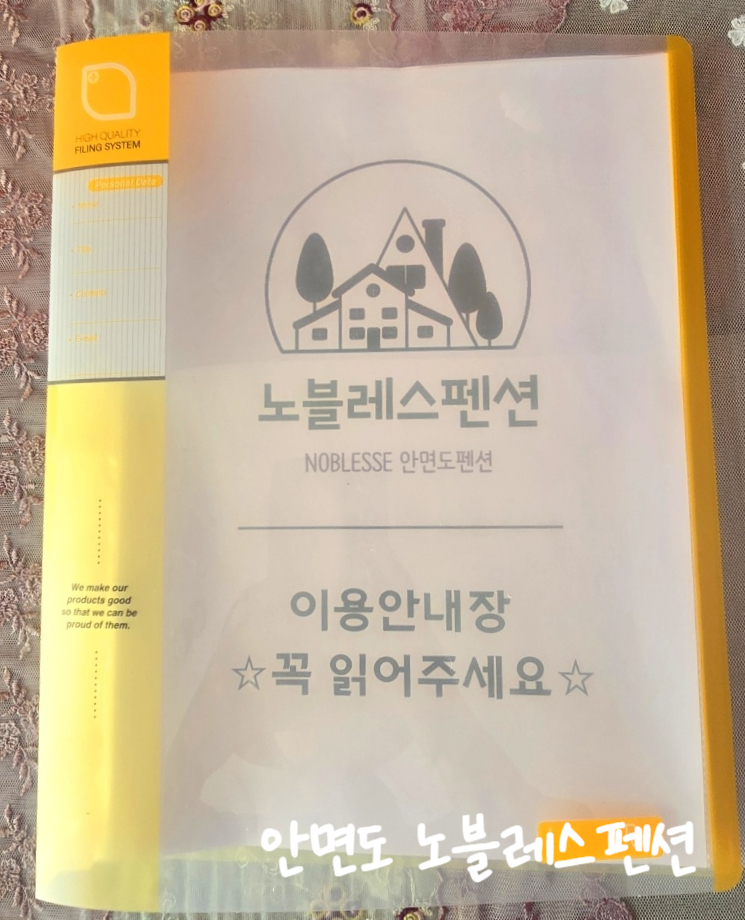 HIGH QUALITY
FILING SYSTEM
Personal Data
노블레스펜션
NOBLESSE 안면도펜션
We make our
products good
so that we can be
proud of them.
이용안내장
☆꼭 읽어주세요☆
안면도 노블레스펜션